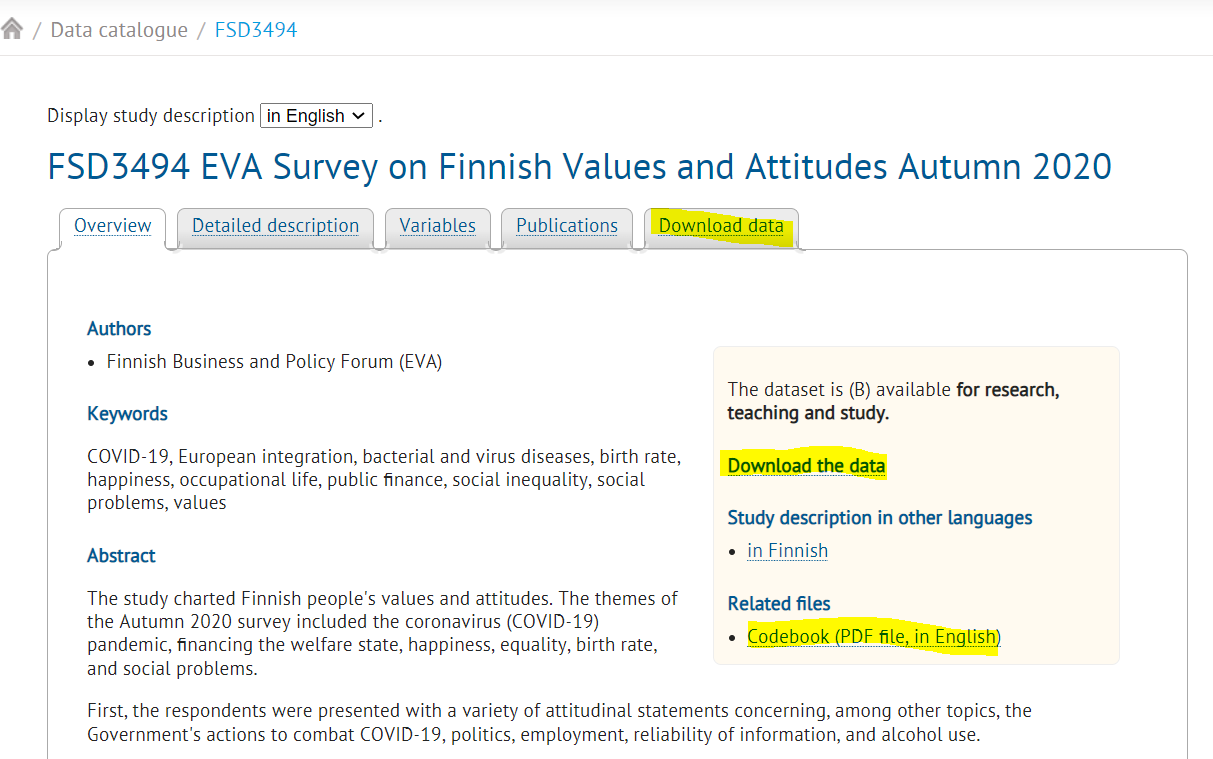 / Data catalogue / FSD3494
Display study description in English .
FSD3494 EVA Survey on Finnish Values and Attitudes Autumn 2020
Overview Detailed description Variables Publications Download data
Authors
• Finnish Business and Policy Forum (EVA)
Keywords
COVID-19, European integration, bacterial and virus diseases, birth rate,
happiness, occupational life, public finance, social inequality, social
problems, values
Abstract
The study charted Finnish people's values and attitudes. The themes of
the Autumn 2020 survey included the coronavirus (COVID-19)
pandemic, financing the welfare state, happiness, equality, birth rate,
and social problems.
The dataset is (B) available for research,
teaching and study.
Download the data
Study description in other languages
• in Finnish
Related files
• Codebook (PDF file, in English)
First, the respondents were presented with a variety of attitudinal statements concerning, among other topics, the
Government's actions to combat COVID-19, politics, employment, reliability of information, and alcohol use.